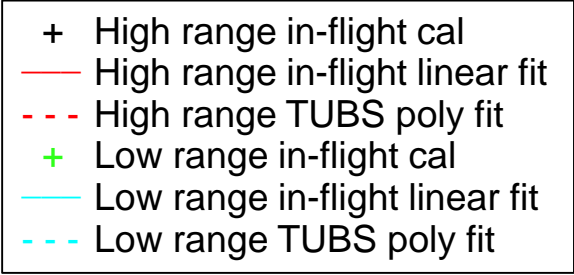 High range in-flight cal
High range in-flight linear fit
High range TUBS poly fit
Low range in-flight cal
Low range in-flight linear fit
Low range TUBS poly fit